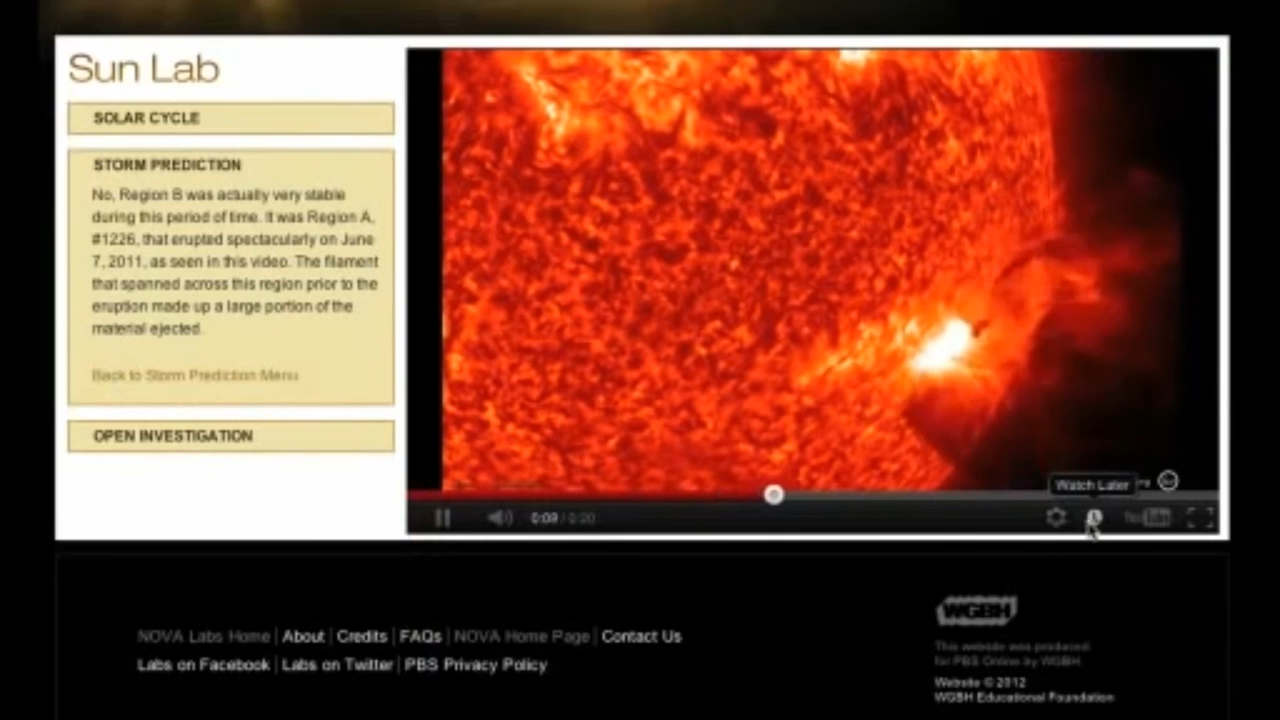 Sun Lab
SOLAR CYCLE
STORM PREDICTION
No, Region B was actually very stable
during this period of time. It was Region A,
#1226, that erupted spectacularly on June
7, 2011, as seen in this video. The filament
that spanned across this region prior to the
eruption made up a large portion of the
material ejected.
Back to Storm Prediction Menu
OPEN INVESTIGATION
Watch Later
0:09 / 0:20
YouTube
NOVA Labs Home | About | Credits | FAQs | NOVA Home Page | Contact Us
Labs on Facebook | Labs on Twitter | PBS Privacy Policy
WGBH
This website was produced
for PBS Online by WGBH.
Website © 2012
WGBH Educational Foundation